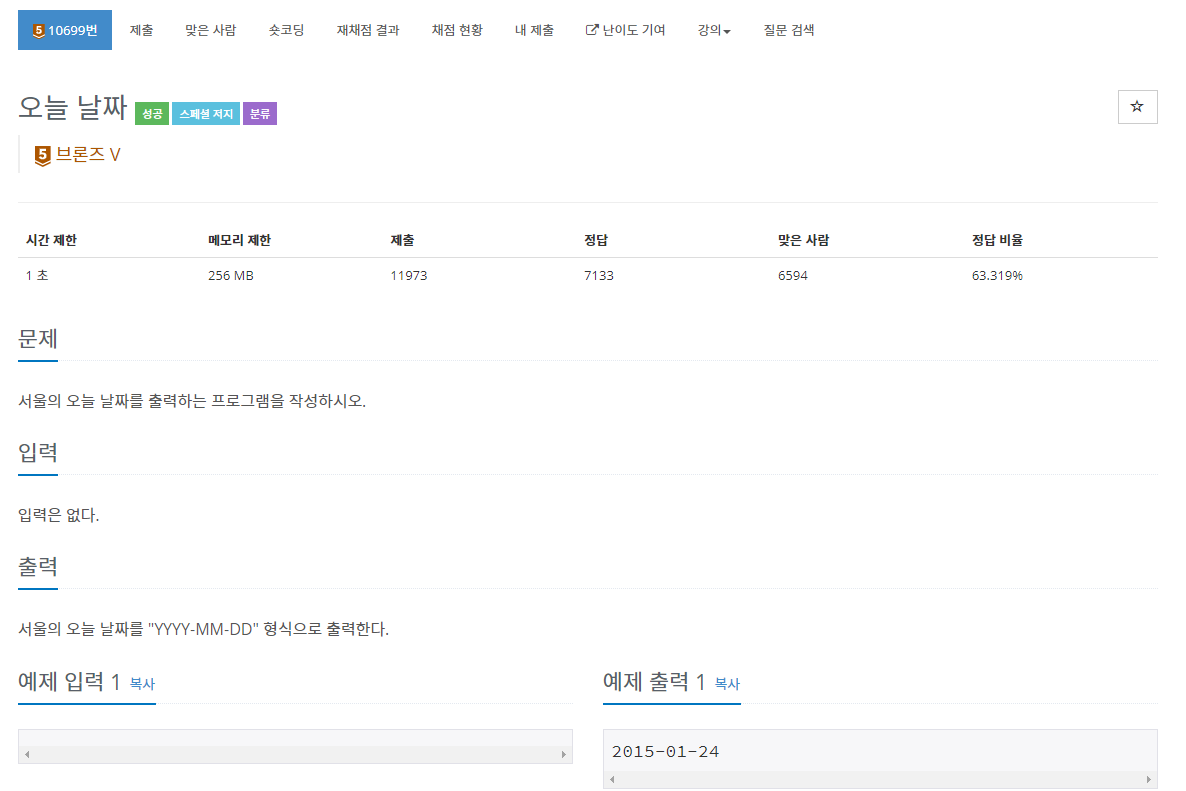 5 10699번 제출 맞은 사람 숏코딩 재채점 결과 채점 현황 내 제출 난이도 기여 강의 질문 검색
오늘 날짜 성공 스페셜 저지 분류
5 브론즈 V
시간 제한 메모리 제한 제출 정답 맞은 사람 정답 비율
1 초 256 MB 11973 7133 6594 63.319%
문제
서울의 오늘 날짜를 출력하는 프로그램을 작성하시오.
입력
입력은 없다.
출력
서울의 오늘 날짜를 "YYYY-MM-DD" 형식으로 출력한다.
예제 입력 1 복사
예제 출력 1 복사
2015-01-24